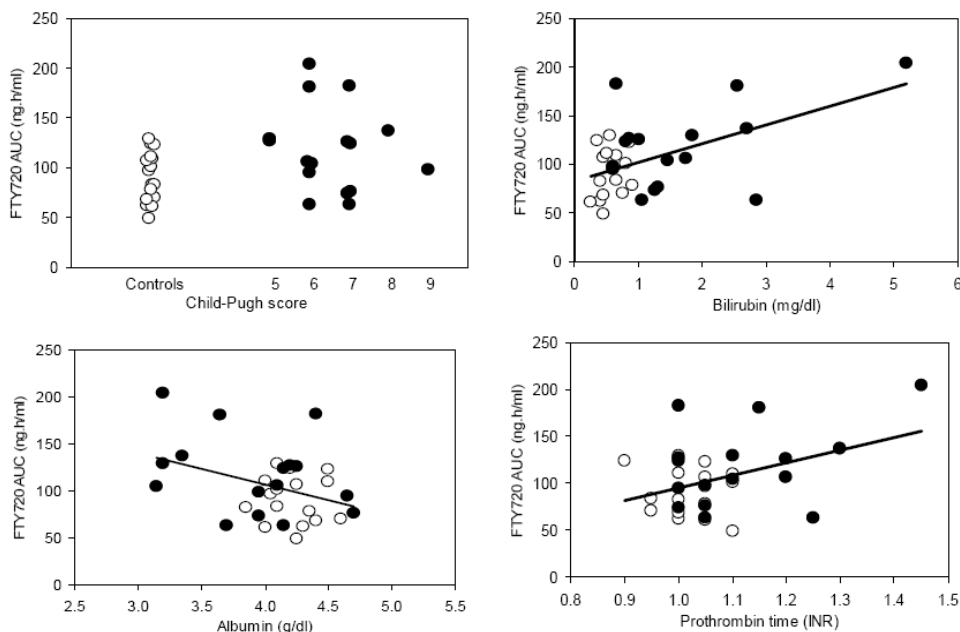 250
200
150
100
50
0
FTY720 AUC (ng.h/ml)
Controls 5 6 7 8 9
Child-Pugh score
250
200
150
100
50
0
FTY720 AUC (ng.h/ml)
0 1 2 3 4 5 6
Bilirubin (mg/dl)
250
200
150
100
50
0
FTY720 AUC (ng.h/ml)
2.5 3.0 3.5 4.0 4.5 5.0 5.5
Albumin (g/dl)
250
200
150
100
50
0
FTY720 AUC (ng.h/ml)
0.8 0.9 1.0 1.1 1.2 1.3 1.4 1.5
Prothrombin time (INR)